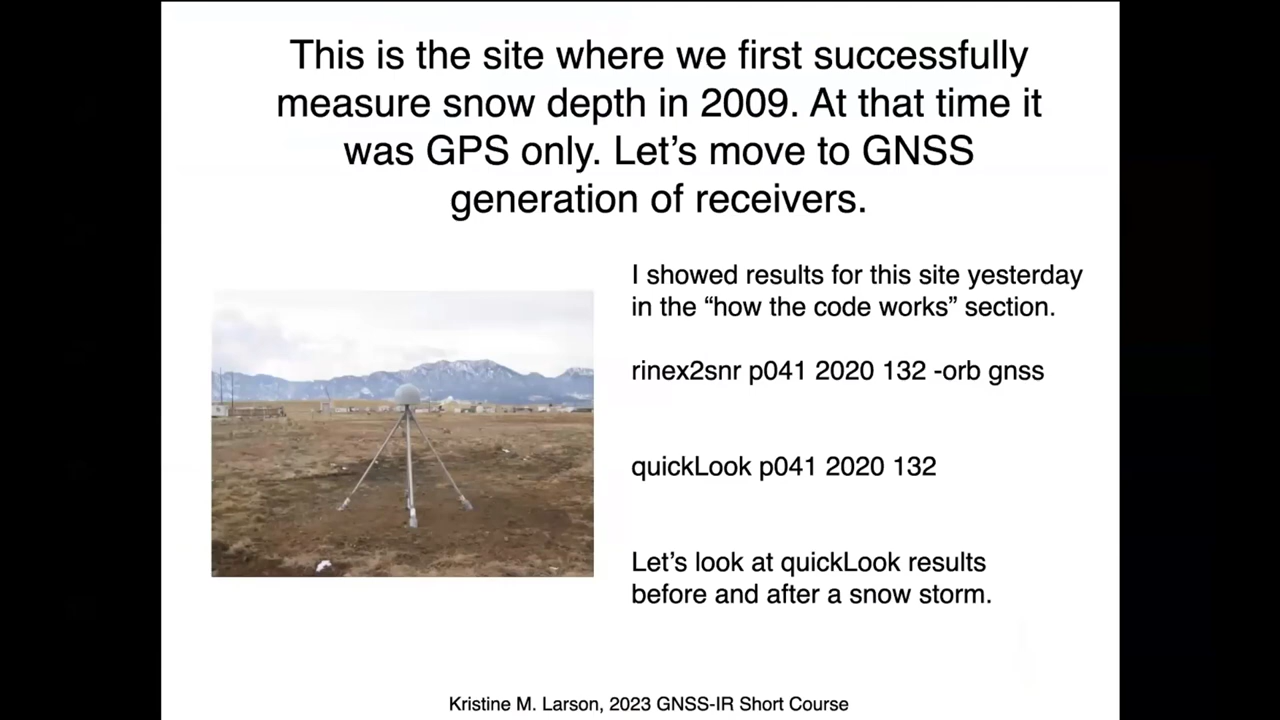 This is the site where we first successfully
measure snow depth in 2009. At that time it
was GPS only. Let’s move to GNSS
generation of receivers.
I showed results for this site yesterday
in the “how the code works” section.
rinex2snr p041 2020 132 -orb gnss
quickLook p041 2020 132
Let’s look at quickLook results
before and after a snow storm.
Kristine M. Larson, 2023 GNSS-IR Short Course